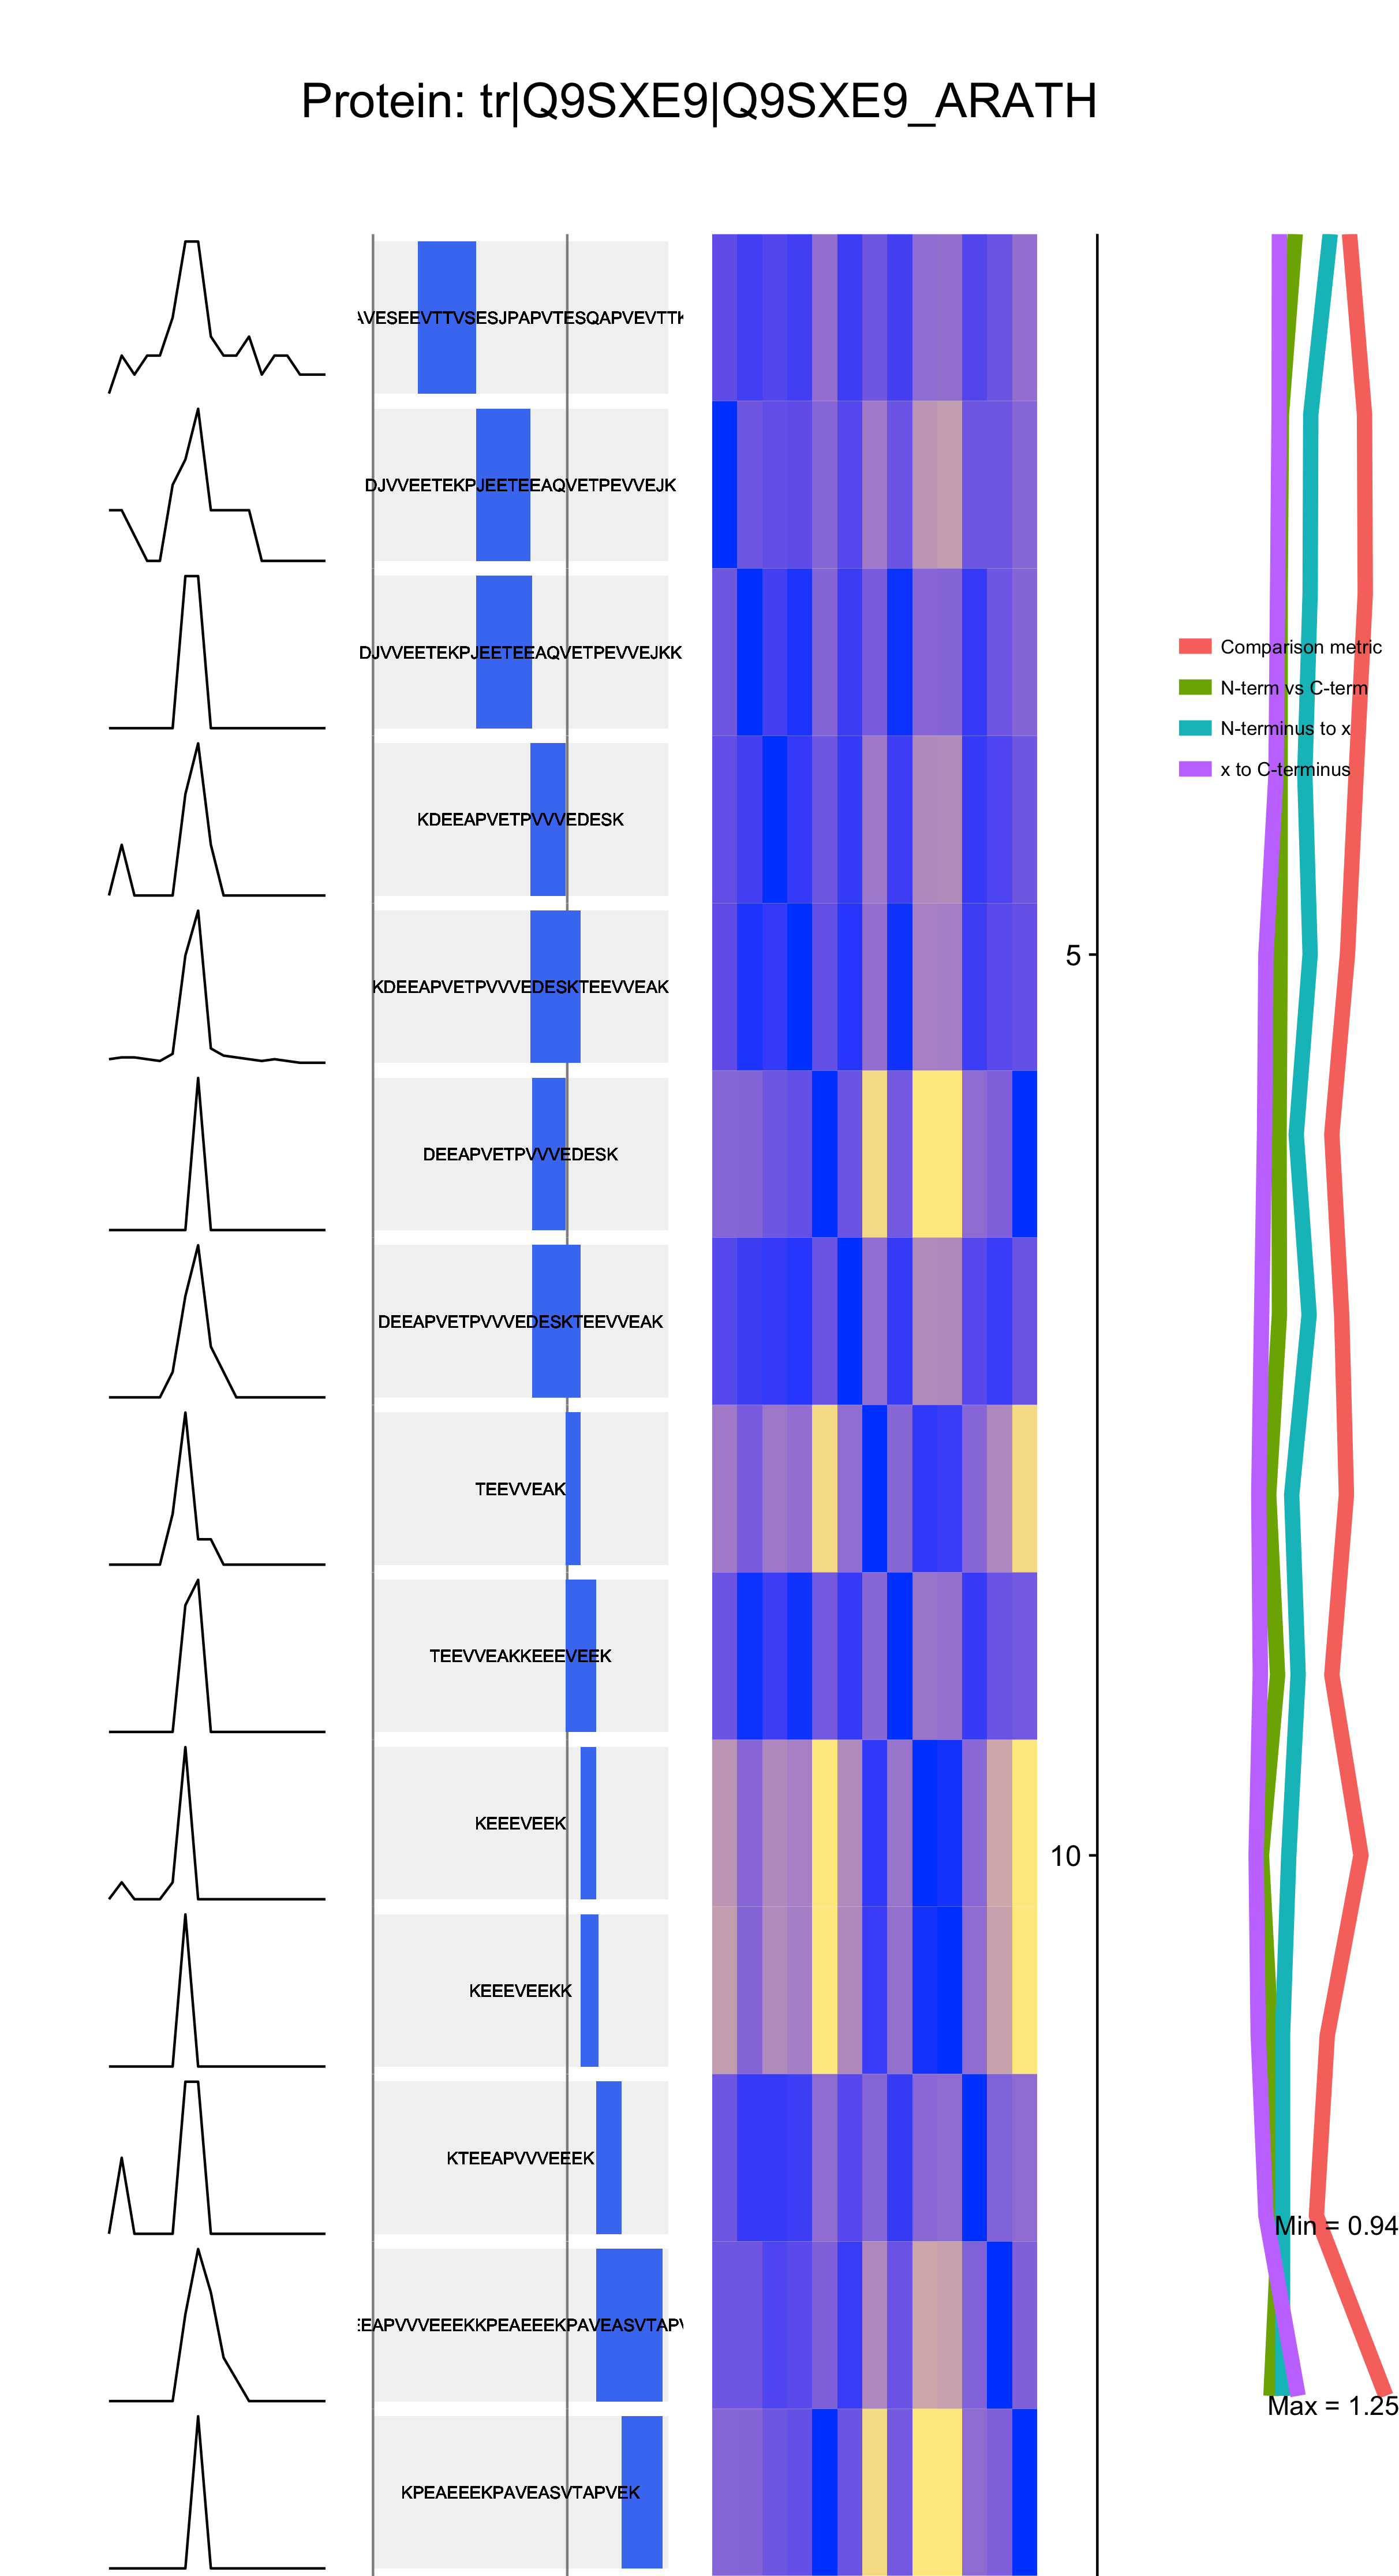 Protein: tr|Q9SXE9|Q9SXE9_ARATH
VESEEVTTVSESJPAPVTESQAPVEVTT
DJVVEETEKPJEETEEAQVETPEVVEJK
DJVVEETEKPJEETEEAQVETPEVVEJKK
Comparison metric
N-term vs C-term
N-terminus to x
x to C-terminus
KDEEAPVETPVVVEDESK
5
KDEEAPVETPVVVEDESKTEEVVEAK
DEEAPVETPVVVEDESK
DEEAPVETPVVVEDESKTEEVVEAK
TEEVVEAK
TEEVVEAKKEEEVEEK
KEEEVEEK
10
KEEEVEEKK
KTEEAPVVVEEEK
Min = 0.94
EAPVVVEEEKKPEAEEEKPAVEASVTAP
Max = 1.25
KPEAEEEKPAVEASVTAPVEK